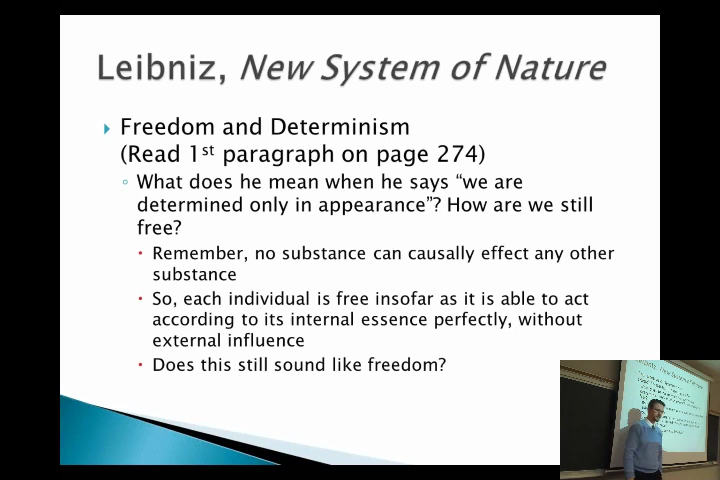 Leibniz, New System of Nature
Freedom and Determinism
(Read 1st paragraph on page 274)
What does he mean when he says “we are
determined only in appearance”? How are we still
free?
Remember, no substance can causally effect any other
substance
So, each individual is free insofar as it is able to act
according to its internal essence perfectly, without
external influence
Does this still sound like freedom?